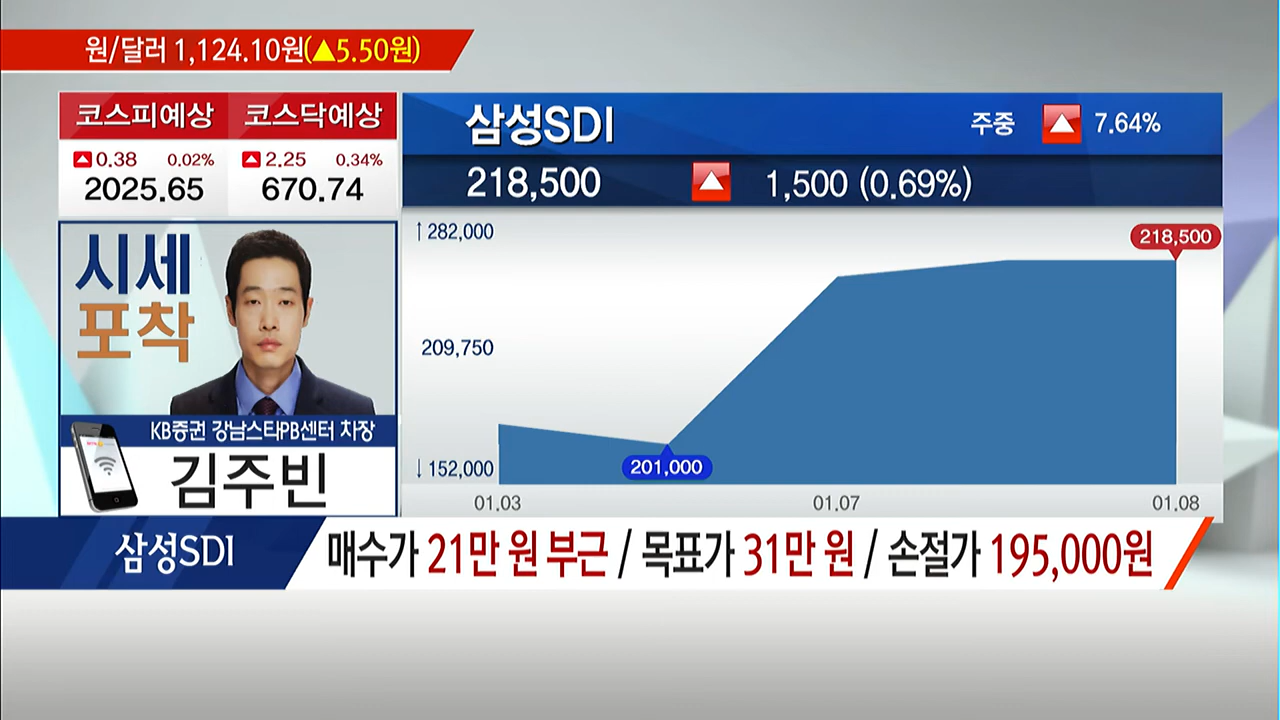 원/달러 1,124.10원(▲5.50원)
코스피예상 코스닥예상
▲0.38 0.02% ▲2.25 0.34%
2025.65 670.74
삼성SDI 주중 ▲ 7.64%
218,500 ▲ 1,500 (0.69%)
시세
포착
KB증권 강남스타PB센터 차장
김주빈
↑282,000
218,500
209,750
201,000
↓152,000
01.03 01.07 01.08
삼성SDI 매수가 21만 원 부근 / 목표가 31만 원 / 손절가 195,000원